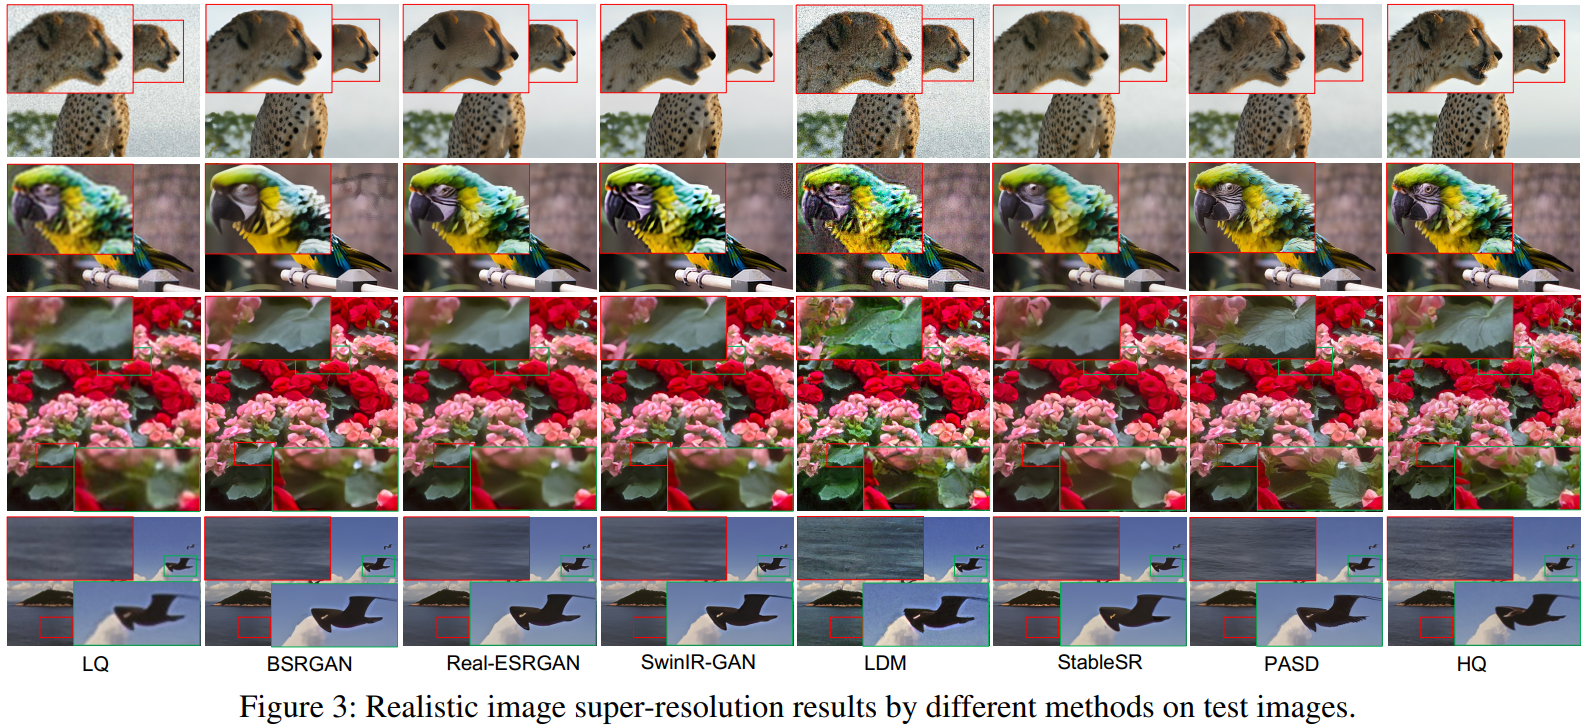 LQ BSRGAN Real-ESRGAN SwinIR-GAN LDM StableSR PASD HQ
Figure 3: Realistic image super-resolution results by different methods on test images.